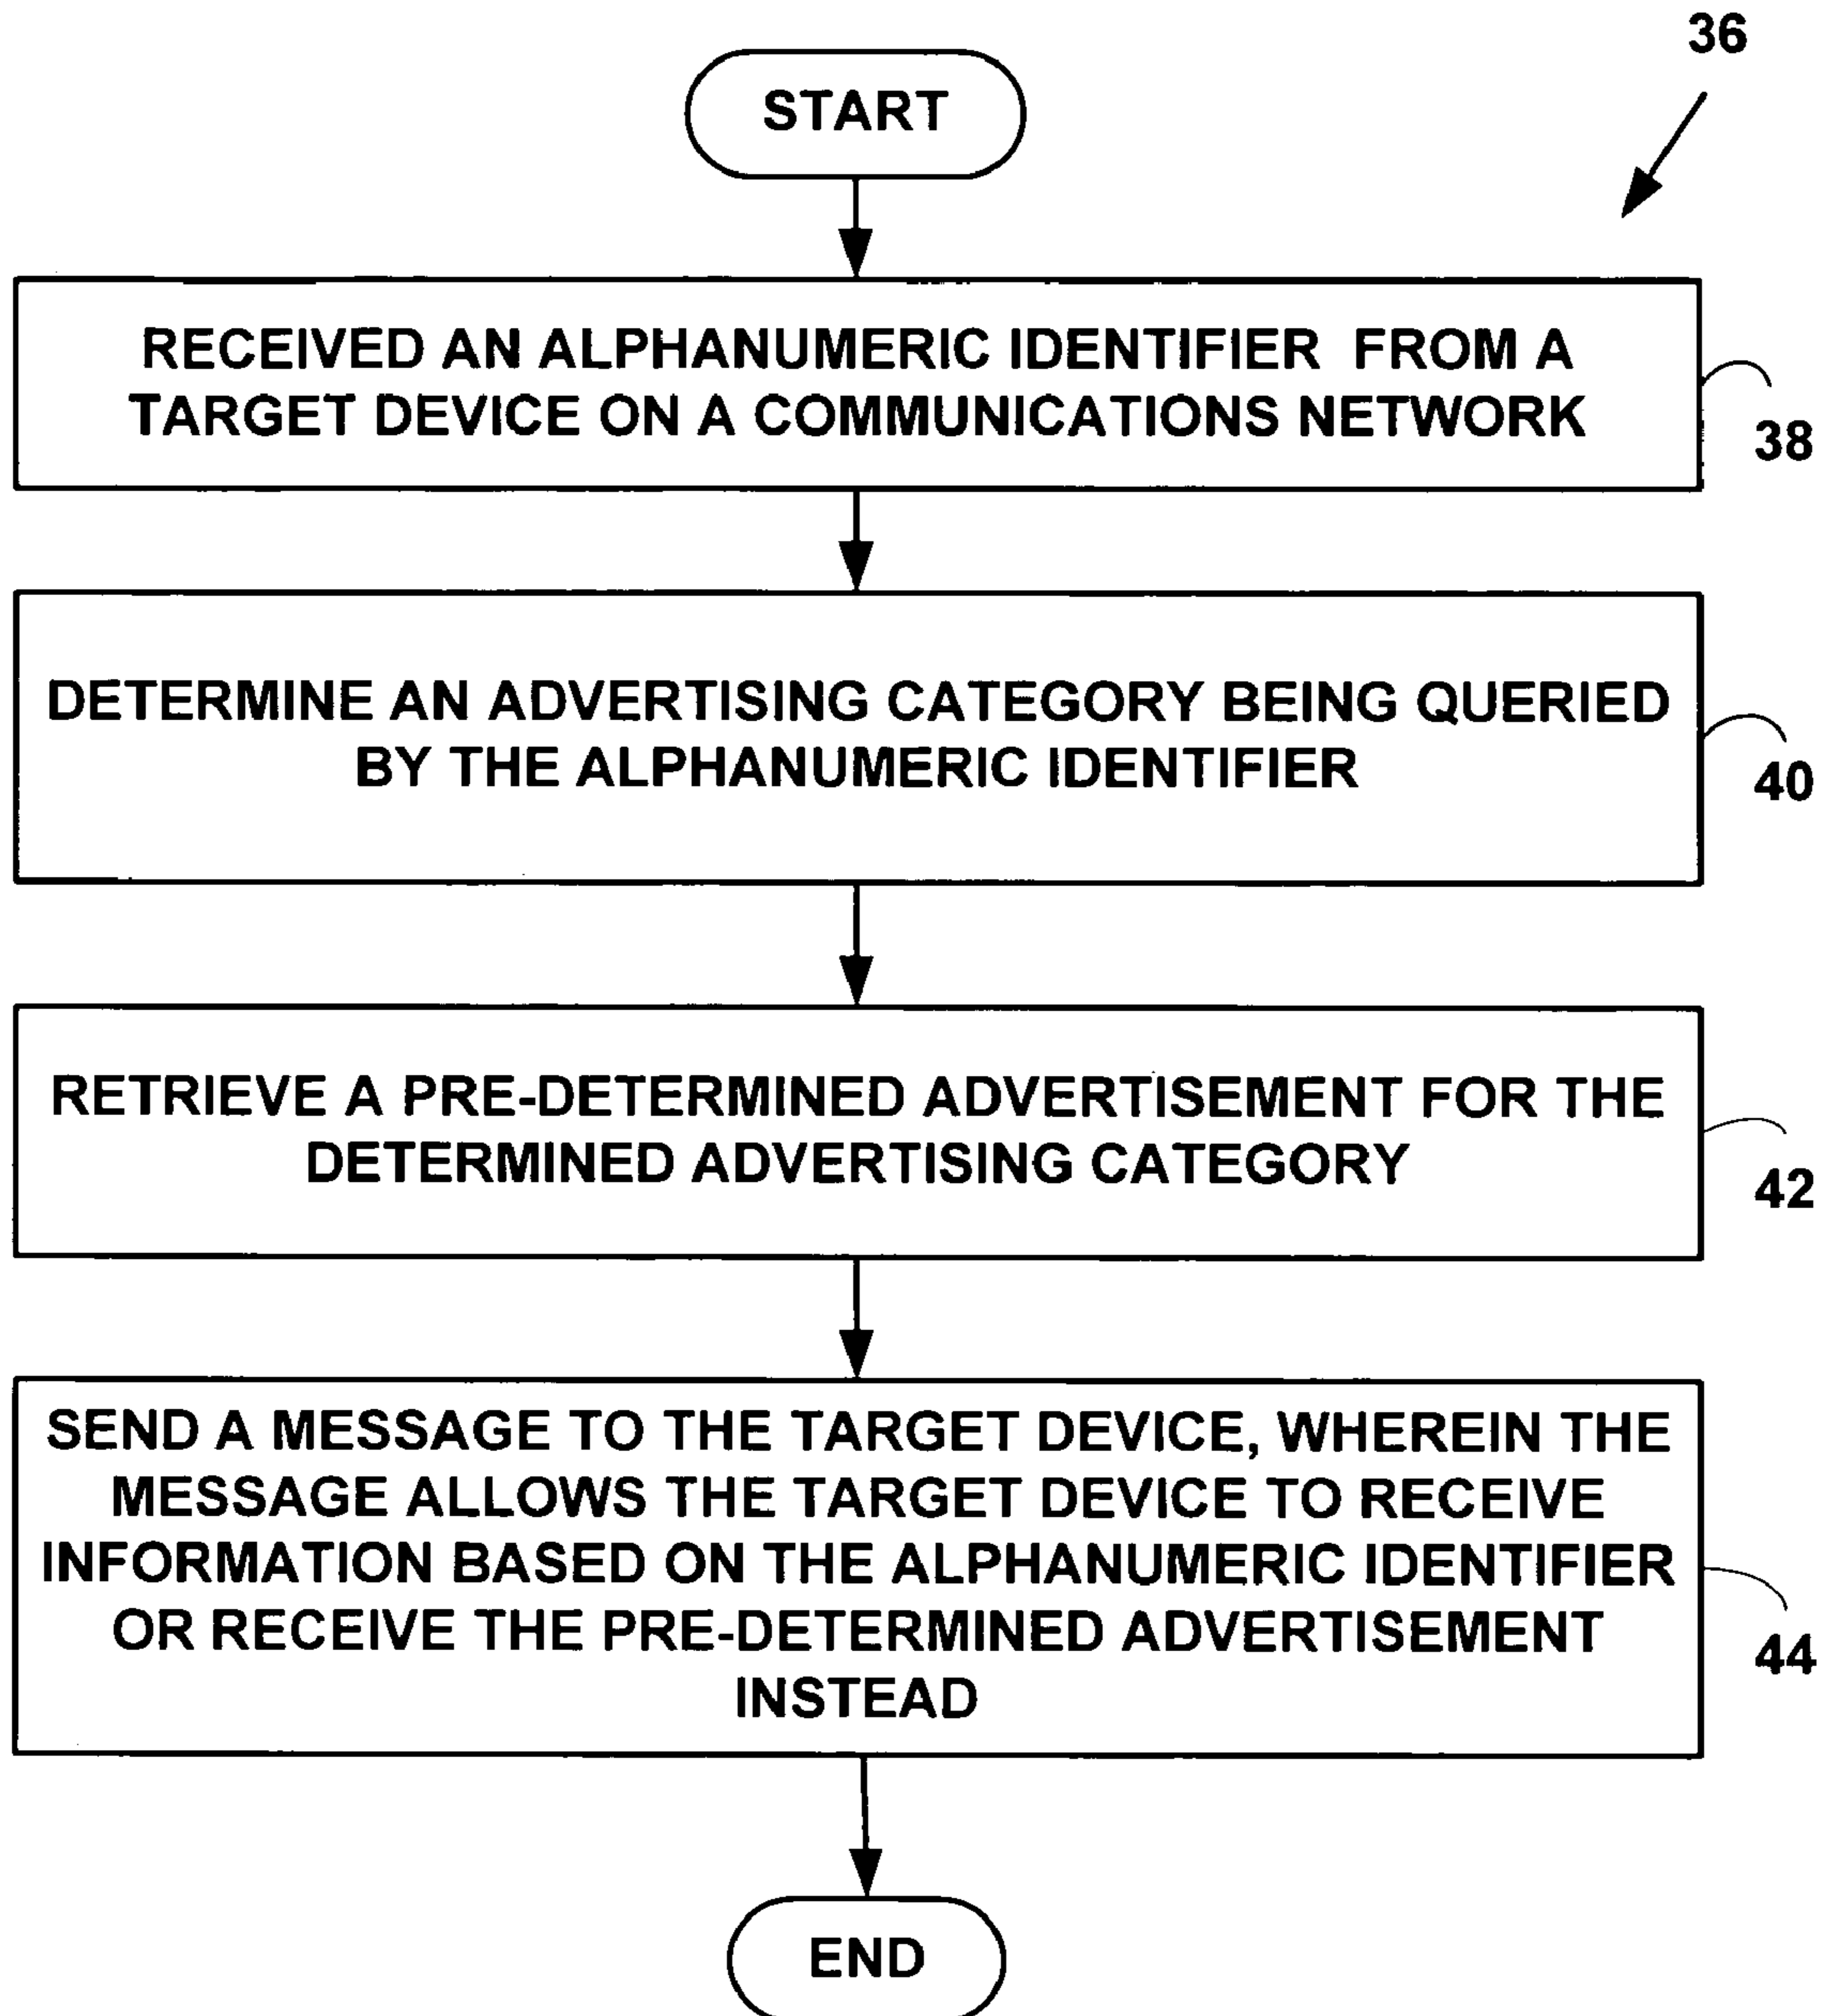 36
START
RECEIVED AN ALPHANUMERIC IDENTIFIER FROM A
TARGET DEVICE ON A COMMUNICATIONS NETWORK
38
DETERMINE AN ADVERTISING CATEGORY BEING QUERIED
BY THE ALPHANUMERIC IDENTIFIER
40
RETRIEVE A PRE-DETERMINED ADVERTISEMENT FOR THE
DETERMINED ADVERTISING CATEGORY
42
SEND A MESSAGE TO THE TARGET DEVICE, WHEREIN THE
MESSAGE ALLOWS THE TARGET DEVICE TO RECEIVE
INFORMATION BASED ON THE ALPHANUMERIC IDENTIFIER
OR RECEIVE THE PRE-DETERMINED ADVERTISEMENT
INSTEAD
44
END